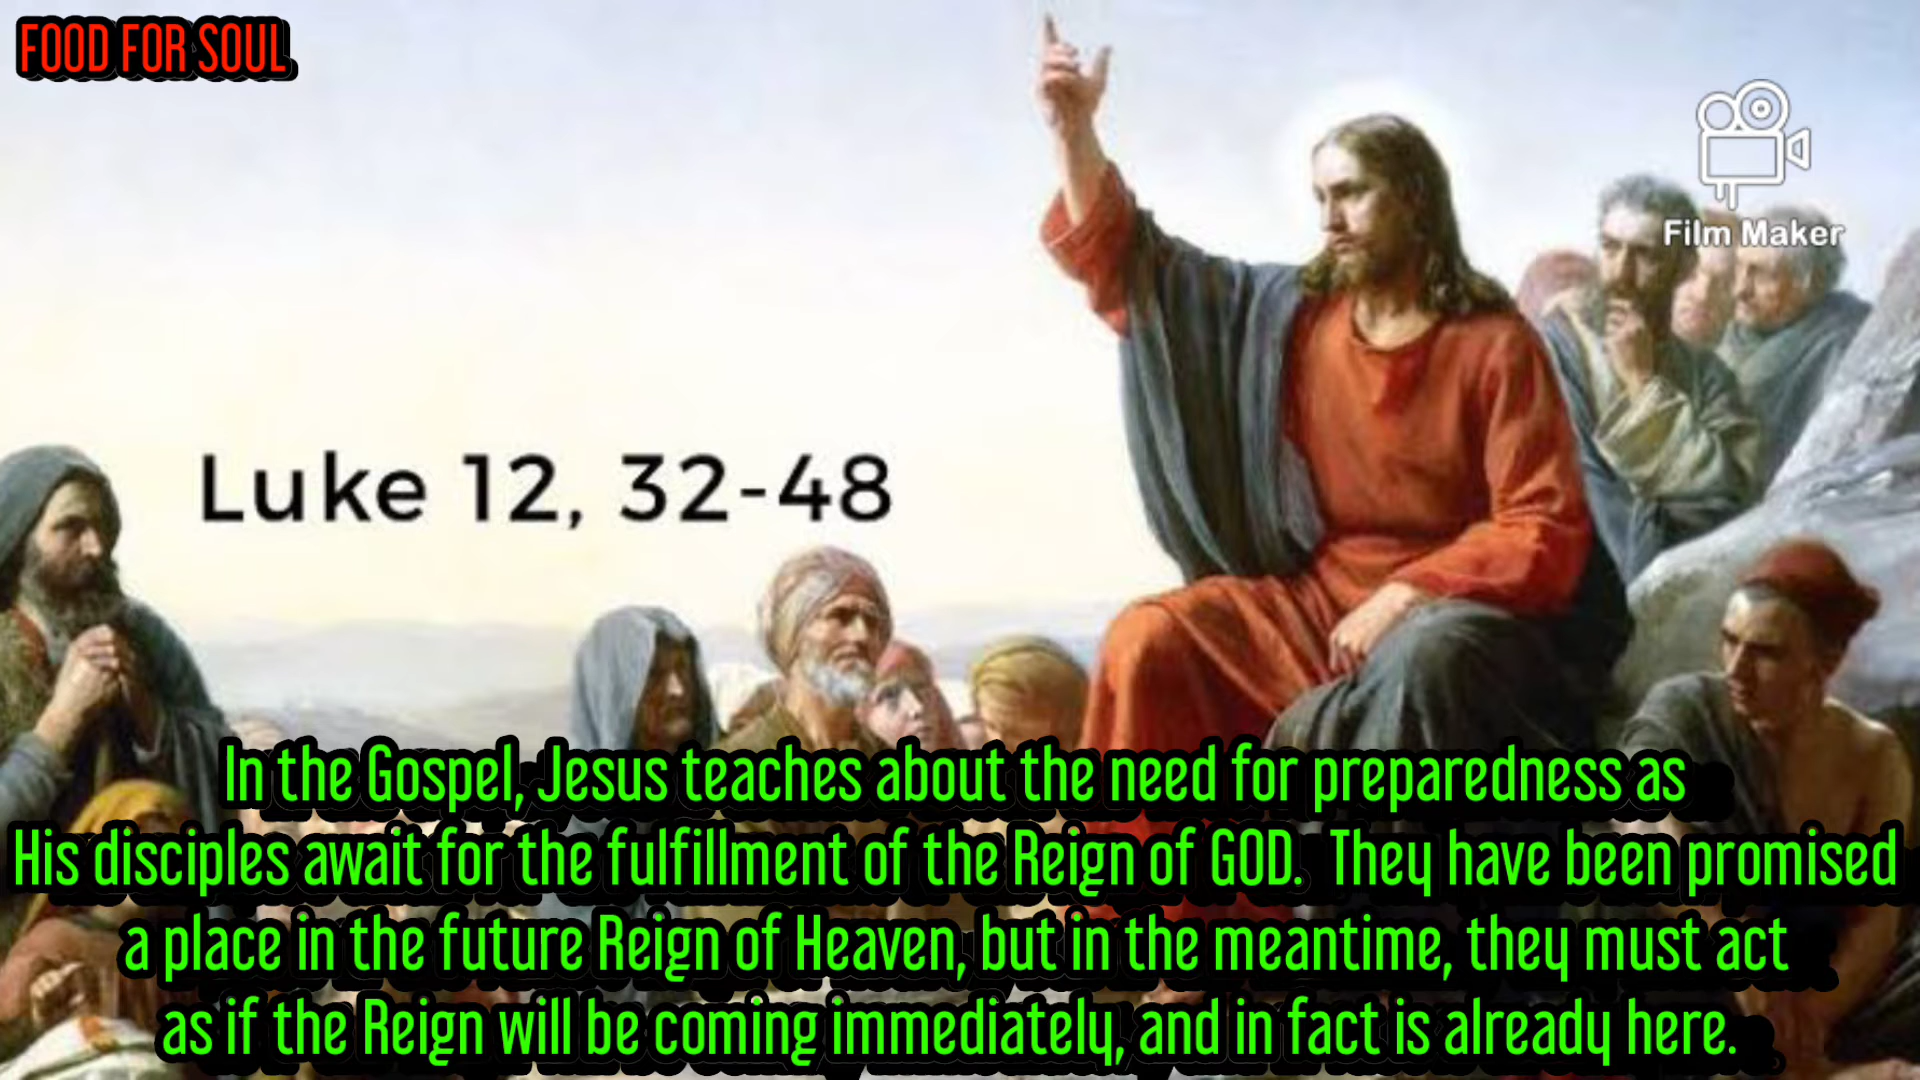 FOOD FOR SOUL
Film Maker
Luke 12, 32-48
In the Gospel, Jesus teaches about the need for preparedness as
His disciples await for the fulfillment of the Reign of GOD. They have been promised
a place in the future Reign of Heaven, but in the meantime, they must act
as if the Reign will be coming immediately, and in fact is already here.